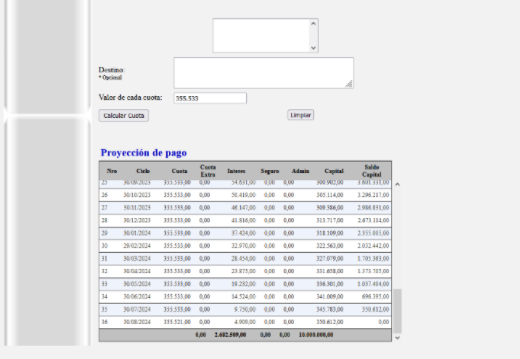 Destino:
* Opcional
Valor de cada cuota: 355.533
Calcular Cuota Limpiar
Proyección de pago
Nro Ciclo Cuota Cuota Extra Interes Seguro Admin Capital Saldo Capital
25 30/09/2023 355.533,00 0,00 54.631,00 0,00 0,00 300.902,00 3.601.331,00
26 30/10/2023 355.533,00 0,00 50.419,00 0,00 0,00 305.114,00 3.296.217,00
27 30/11/2023 355.533,00 0,00 46.147,00 0,00 0,00 309.386,00 2.986.831,00
28 30/12/2023 355.533,00 0,00 41.816,00 0,00 0,00 313.717,00 2.673.114,00
29 30/01/2024 355.533,00 0,00 37.424,00 0,00 0,00 318.109,00 2.355.005,00
30 29/02/2024 355.533,00 0,00 32.970,00 0,00 0,00 322.563,00 2.032.442,00
31 30/03/2024 355.533,00 0,00 28.454,00 0,00 0,00 327.079,00 1.705.363,00
32 30/04/2024 355.533,00 0,00 23.875,00 0,00 0,00 331.658,00 1.373.705,00
33 30/05/2024 355.533,00 0,00 19.232,00 0,00 0,00 336.301,00 1.037.404,00
34 30/06/2024 355.533,00 0,00 14.524,00 0,00 0,00 341.009,00 696.395,00
35 30/07/2024 355.533,00 0,00 9.750,00 0,00 0,00 345.783,00 350.612,00
36 30/08/2024 355.521,00 0,00 4.909,00 0,00 0,00 350.612,00 0,00
0,00 2.602.509,00 0,00 0,00 10.000.000,00